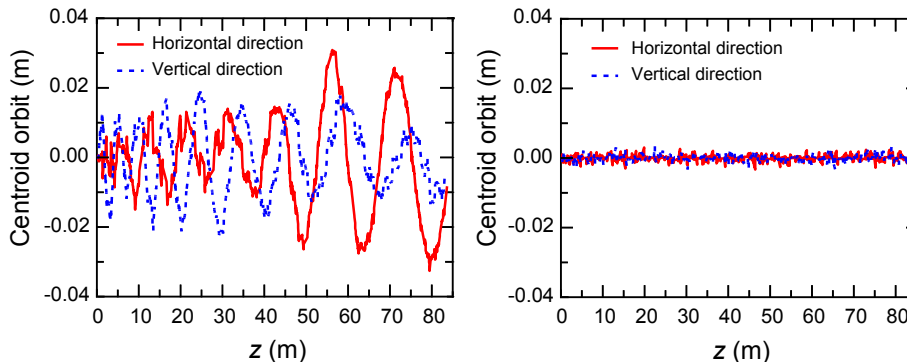 0.04
0.02
0.00
-0.02
-0.04
Centroid orbit (m)
Horizontal direction
Vertical direction
0 10 20 30 40 50 60 70 80
z (m)
0.04
0.02
0.00
-0.02
-0.04
Centroid orbit (m)
Horizontal direction
Vertical direction
0 10 20 30 40 50 60 70 80
z (m)